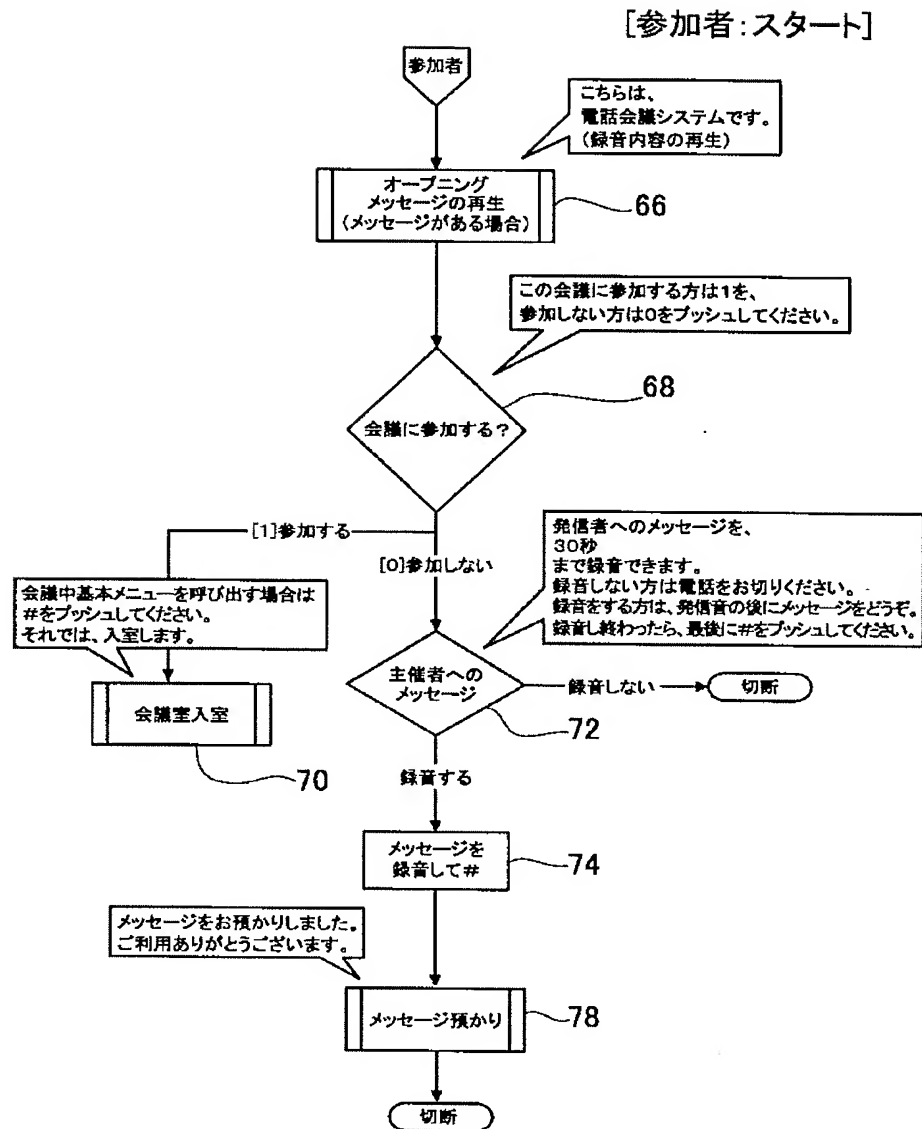 [参加者:スタート]
参加者
こちらは、
電話会議システムです。
(録音内容の再生)
オープニング
メッセージの再生
(メッセージがある場合)
66
この会議に参加する方は1を、
参加しない方は0をプッシュしてください。
68
会議に参加する?
[1]参加する
[0]参加しない
発信者へのメッセージを、
30秒
まで録音できます。
録音しない方は電話をお切りください。
録音をする方は、発信音の後にメッセージをどうぞ。
録音し終わったら、最後に#をプッシュしてください。
会議中基本メニューを呼び出す場合は
#をプッシュしてください。
それでは、入室します。
会議室入室
70
主催者への
メッセージ
72
録音しない
切断
録音する
メッセージを
録音して#
74
メッセージをお預かりしました。
ご利用ありがとうございます。
メッセージ預かり
78
切断